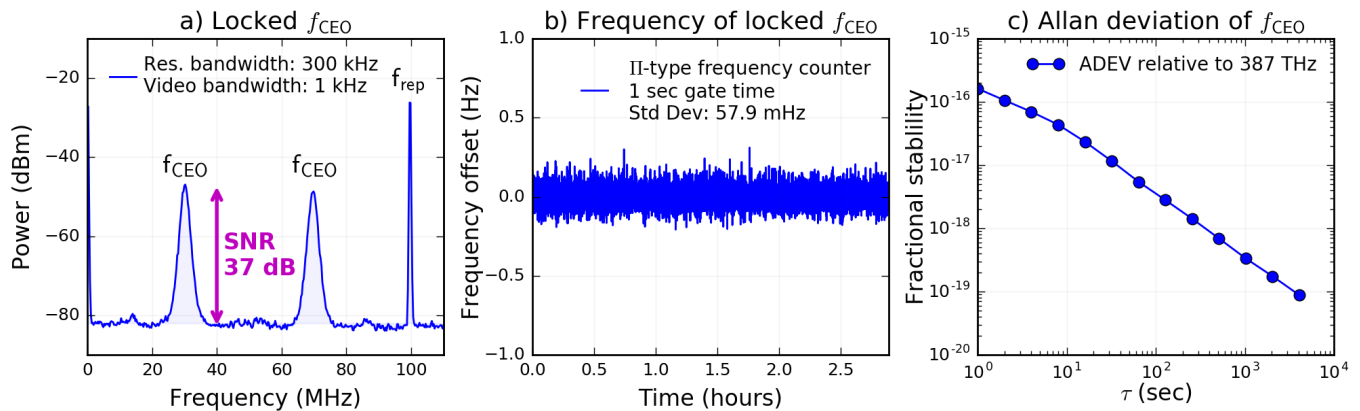 a) Locked f_CEO
Res. bandwidth: 300 kHz
Video bandwidth: 1 kHz
f_rep
f_CEO
f_CEO
SNR
37 dB
Power (dBm)
−20
−40
−60
−80
0 20 40 60 80 100
Frequency (MHz)
b) Frequency of locked f_CEO
Π-type frequency counter
1 sec gate time
Std Dev: 57.9 mHz
Frequency offset (Hz)
1.0
0.5
0.0
−0.5
−1.0
0.0 0.5 1.0 1.5 2.0 2.5
Time (hours)
c) Allan deviation of f_CEO
ADEV relative to 387 THz
Fractional stability
10^-15
10^-16
10^-17
10^-18
10^-19
10^-20
10^0 10^1 10^2 10^3 10^4
τ (sec)